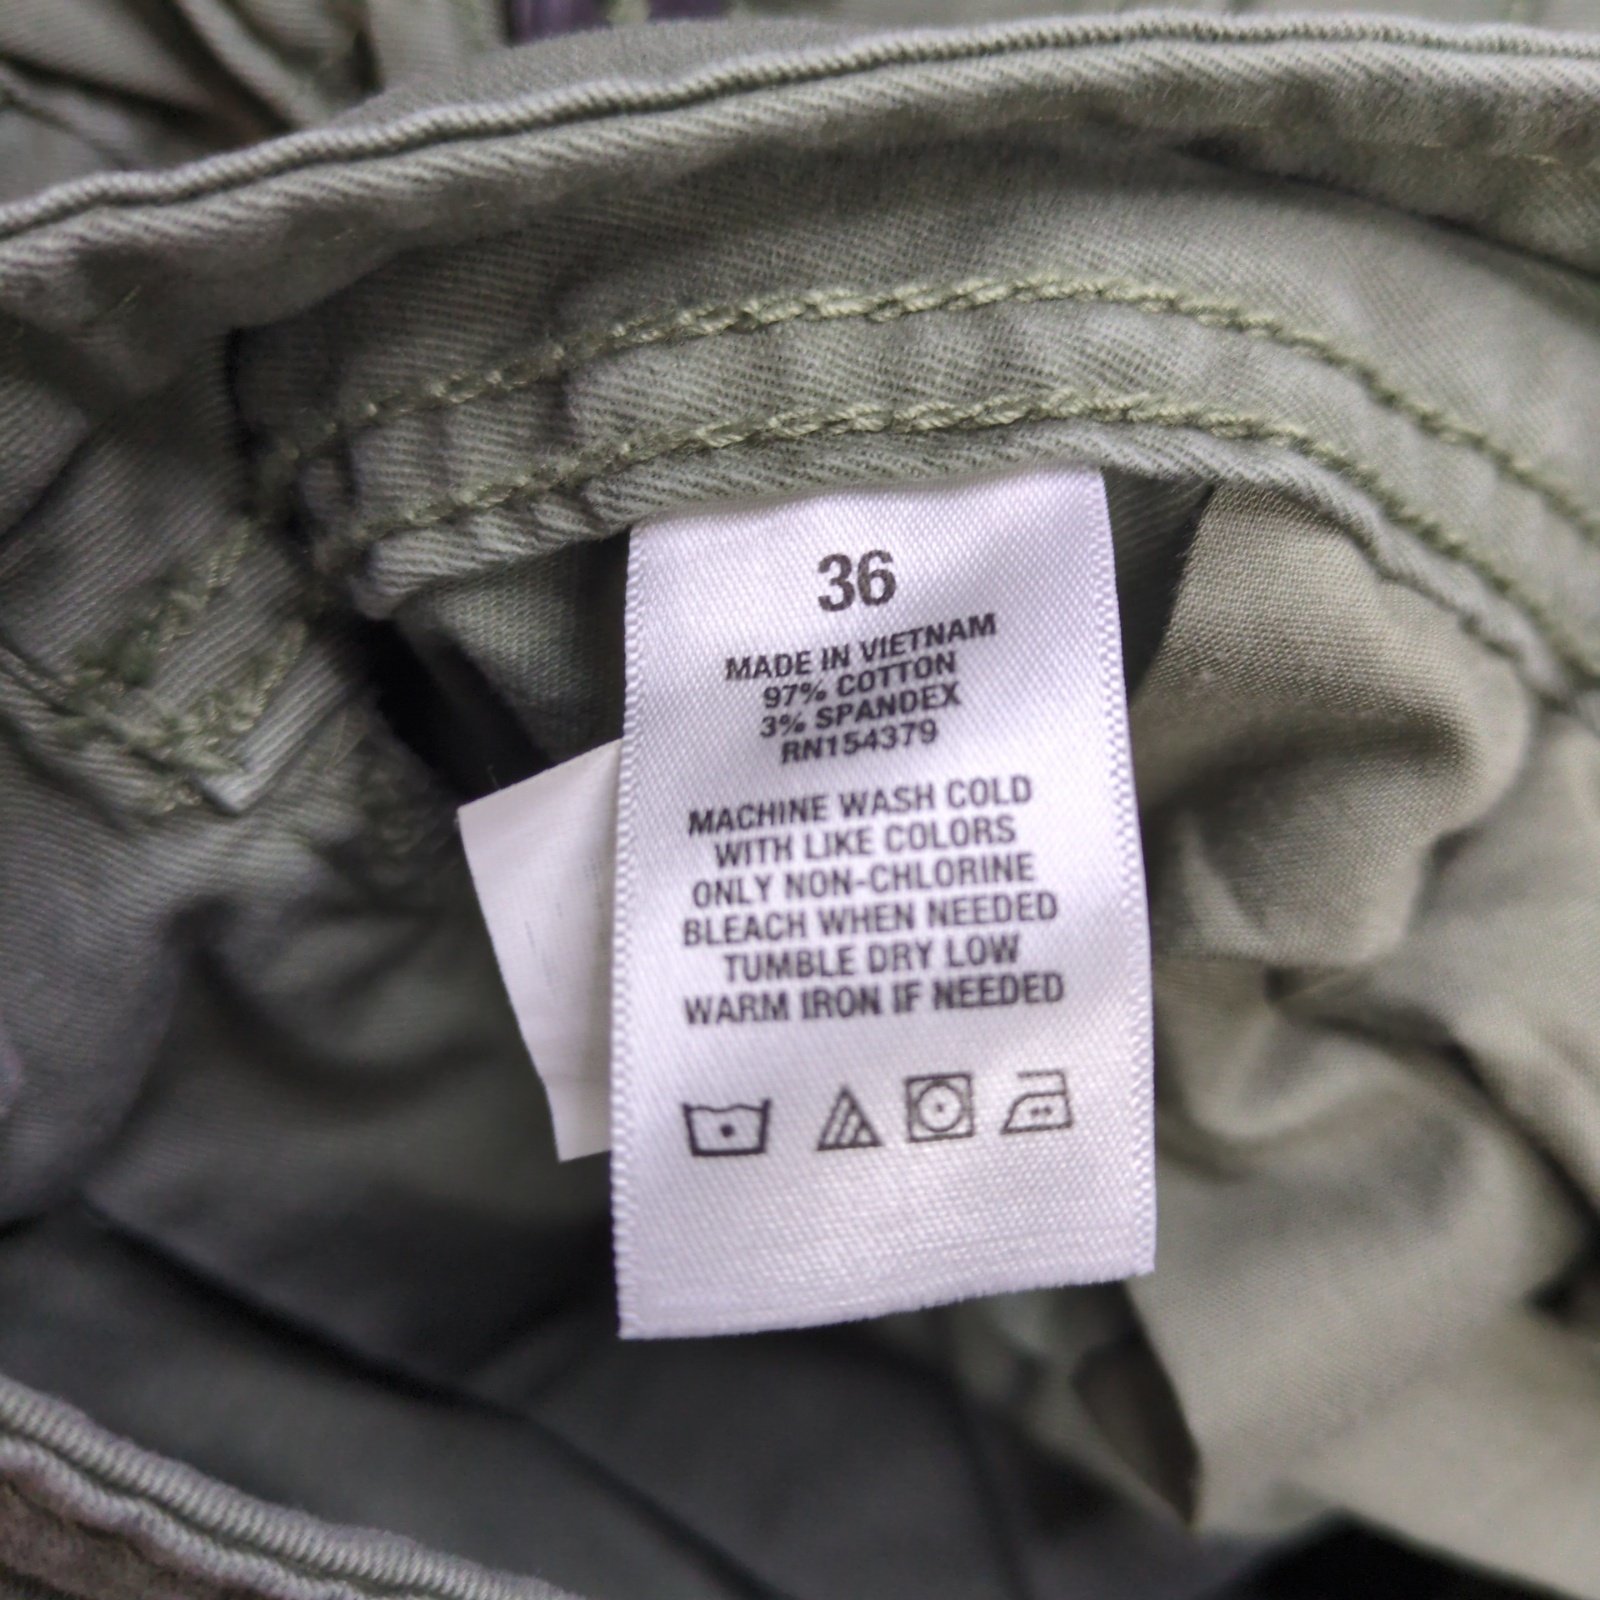 36
MADE IN VIETNAM
97% COTTON
3% SPANDEX
RN154379
MACHINE WASH COLD
WITH LIKE COLORS
ONLY NON-CHLORINE
BLEACH WHEN NEEDED
TUMBLE DRY LOW
WARM IRON IF NEEDED